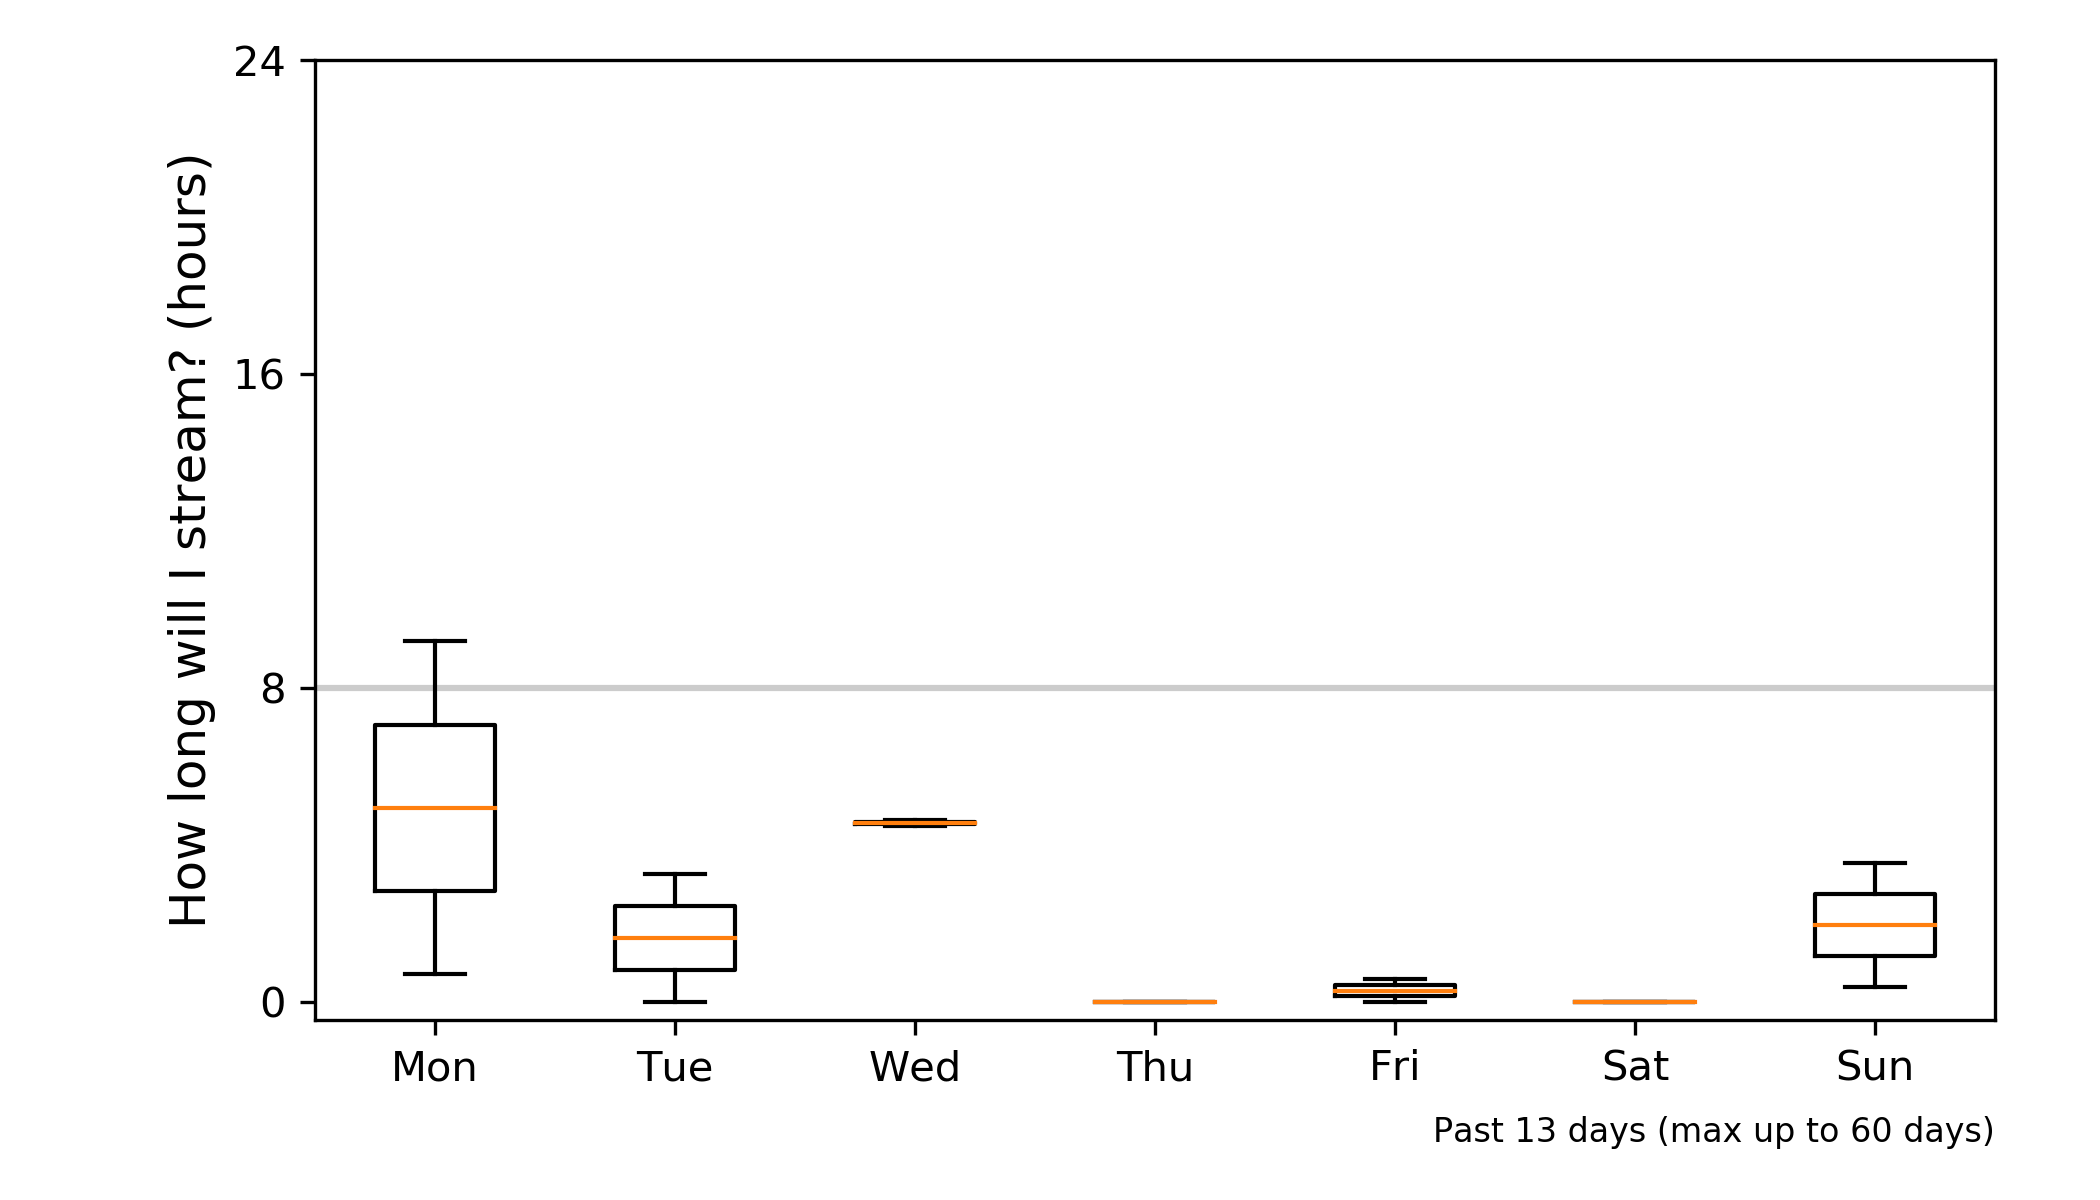 How long will I stream? (hours)
24
16
8
0
Mon Tue Wed Thu Fri Sat Sun
Past 13 days (max up to 60 days)